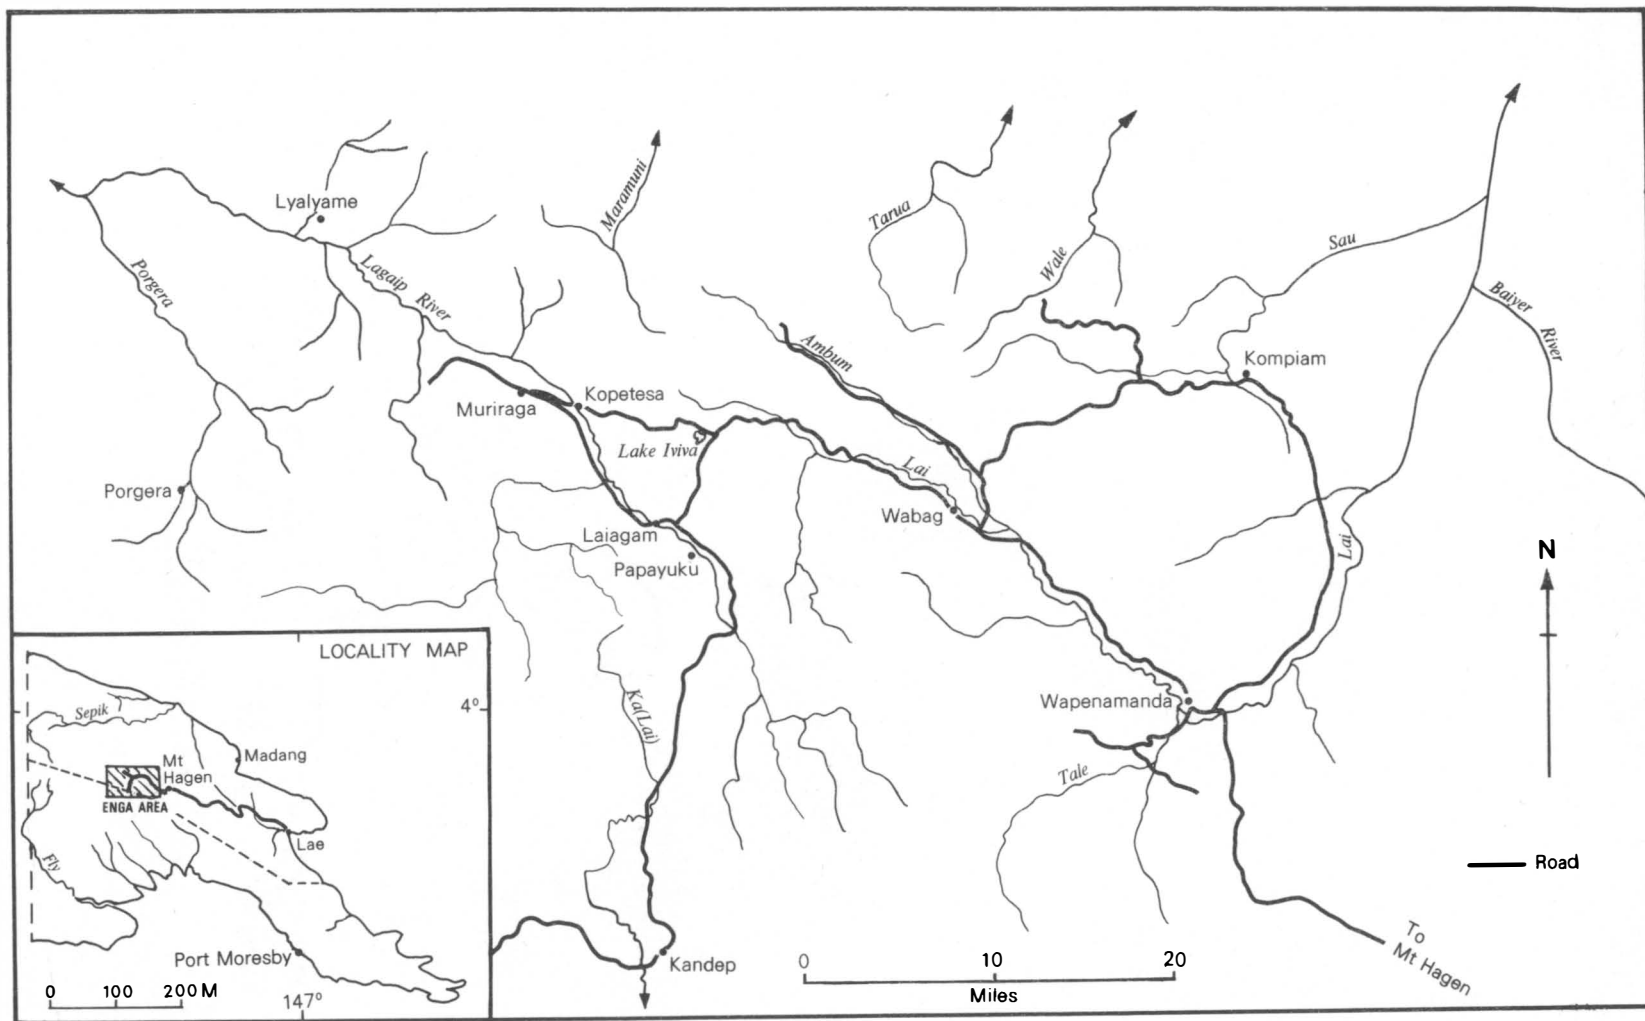 Lyalyame
Maramuni
Tarua
Wale
Sau
Porgera
Lagaip River
Baiyer
River
Ambum
Kompiam
Muriraga
Kopetesa
Lake Iviva
Lai
Porgera
Wabag
Laiagam
Papayuku
Lai
N
Ka(Lai)
Wapenamanda
Tale
Road
To
Mt Hagen
Kandep
0 10 20
Miles
LOCALITY MAP
4°
Sepik
Madang
Mt
Hagen
ENGA AREA
Lae
Fly
Port Moresby
0 100 200 M
147°